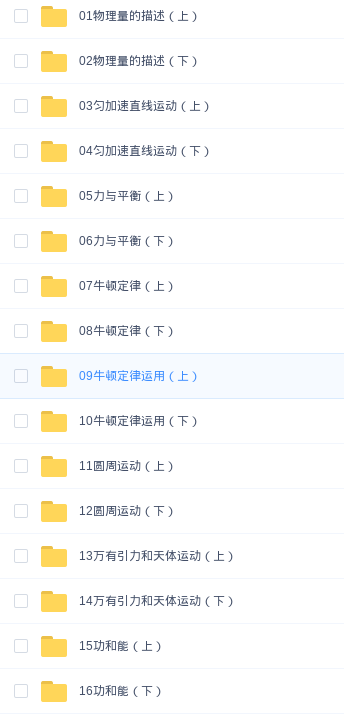 01物理量的描述（上）
02物理量的描述（下）
03匀加速直线运动（上）
04匀加速直线运动（下）
05力与平衡（上）
06力与平衡（下）
07牛顿定律（上）
08牛顿定律（下）
09牛顿定律运用（上）
10牛顿定律运用（下）
11圆周运动（上）
12圆周运动（下）
13万有引力和天体运动（上）
14万有引力和天体运动（下）
15功和能（上）
16功和能（下）